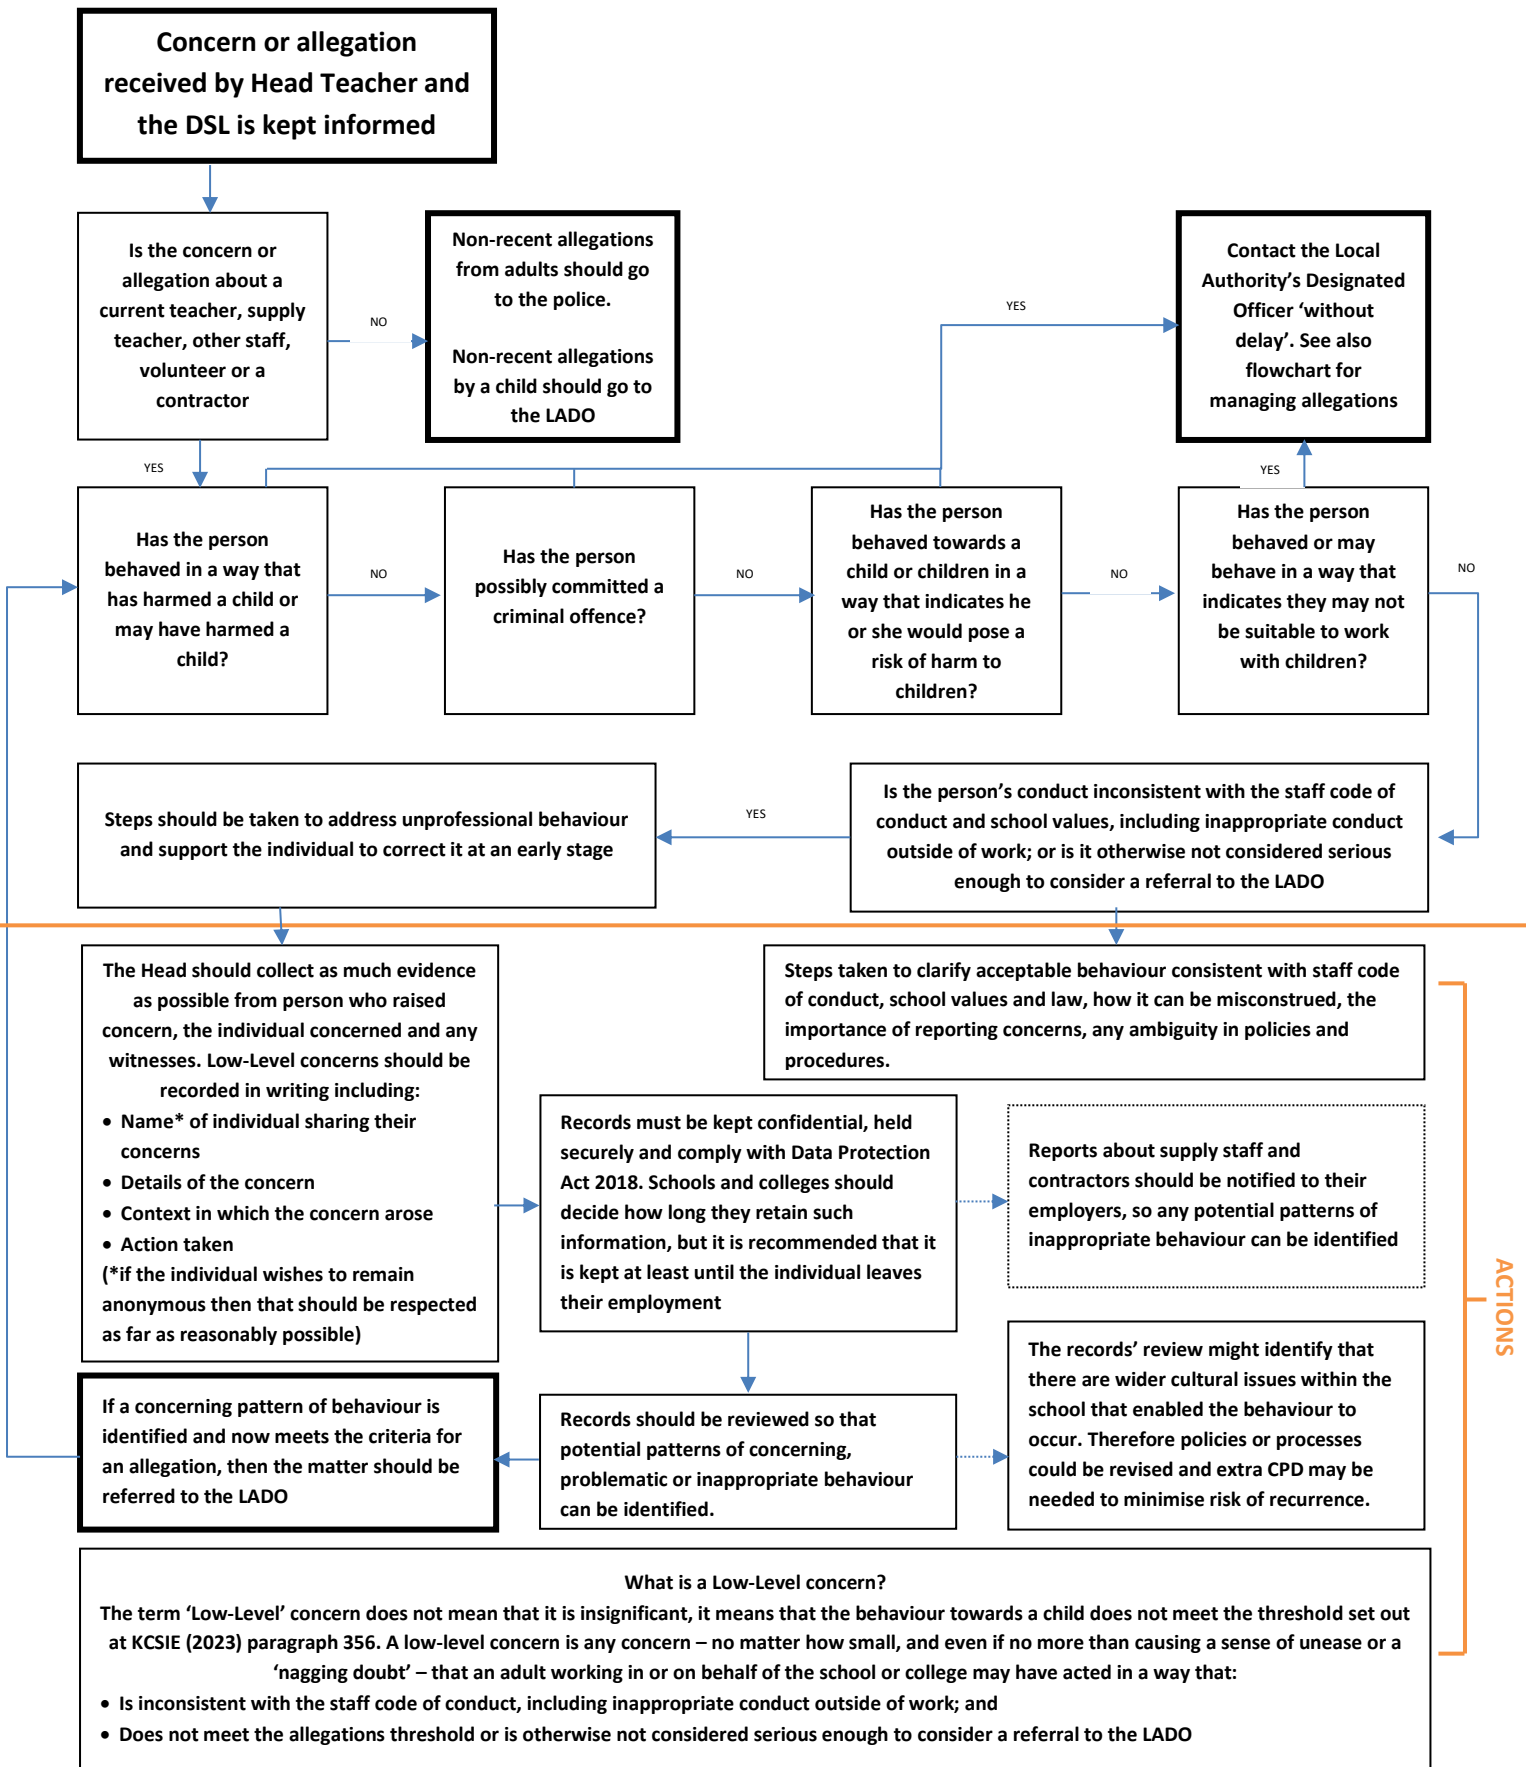 Concern or allegation
received by Head Teacher and
the DSL is kept informed
Is the concern or
allegation about a
current teacher, supply
teacher, other staff,
volunteer or a
contractor
NO
Non-recent allegations
from adults should go
to the police.
Non-recent allegations
by a child should go to
the LADO
YES
Contact the Local
Authority’s Designated
Officer ‘without
delay’. See also
flowchart for
managing allegations
YES
YES
Has the person
behaved in a way that
has harmed a child or
may have harmed a
child?
NO
Has the person
possibly committed a
criminal offence?
NO
Has the person
behaved towards a
child or children in a
way that indicates he
or she would pose a
risk of harm to
children?
NO
Has the person
behaved or may
behave in a way that
indicates they may not
be suitable to work
with children?
NO
Steps should be taken to address unprofessional behaviour
and support the individual to correct it at an early stage
YES
Is the person’s conduct inconsistent with the staff code of
conduct and school values, including inappropriate conduct
outside of work; or is it otherwise not considered serious
enough to consider a referral to the LADO
The Head should collect as much evidence
as possible from person who raised
concern, the individual concerned and any
witnesses. Low-Level concerns should be
recorded in writing including:
• Name* of individual sharing their
concerns
• Details of the concern
• Context in which the concern arose
• Action taken
(*if the individual wishes to remain
anonymous then that should be respected
as far as reasonably possible)
Steps taken to clarify acceptable behaviour consistent with staff code
of conduct, school values and law, how it can be misconstrued, the
importance of reporting concerns, any ambiguity in policies and
procedures.
Records must be kept confidential, held
securely and comply with Data Protection
Act 2018. Schools and colleges should
decide how long they retain such
information, but it is recommended that it
is kept at least until the individual leaves
their employment
Reports about supply staff and
contractors should be notified to their
employers, so any potential patterns of
inappropriate behaviour can be identified
ACTIONS
If a concerning pattern of behaviour is
identified and now meets the criteria for
an allegation, then the matter should be
referred to the LADO
Records should be reviewed so that
potential patterns of concerning,
problematic or inappropriate behaviour
can be identified.
The records’ review might identify that
there are wider cultural issues within the
school that enabled the behaviour to
occur. Therefore policies or processes
could be revised and extra CPD may be
needed to minimise risk of recurrence.
What is a Low-Level concern?
The term ‘Low-Level’ concern does not mean that it is insignificant, it means that the behaviour towards a child does not meet the threshold set out
at KCSIE (2023) paragraph 356. A low-level concern is any concern – no matter how small, and even if no more than causing a sense of unease or a
‘nagging doubt’ – that an adult working in or on behalf of the school or college may have acted in a way that:
• Is inconsistent with the staff code of conduct, including inappropriate conduct outside of work; and
• Does not meet the allegations threshold or is otherwise not considered serious enough to consider a referral to the LADO